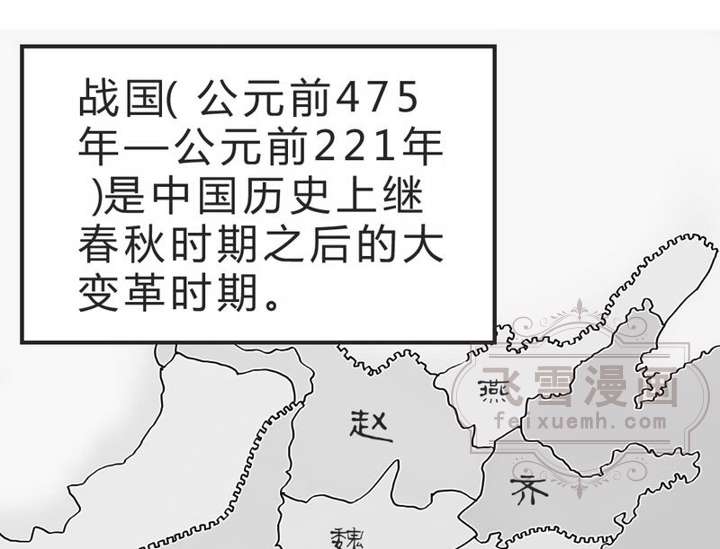 战国( 公元前475
年—公元前221年
)是中国历史上继
春秋时期之后的大
变革时期。
燕
飞雪漫画
赵
feixuemh.com
齐
魏